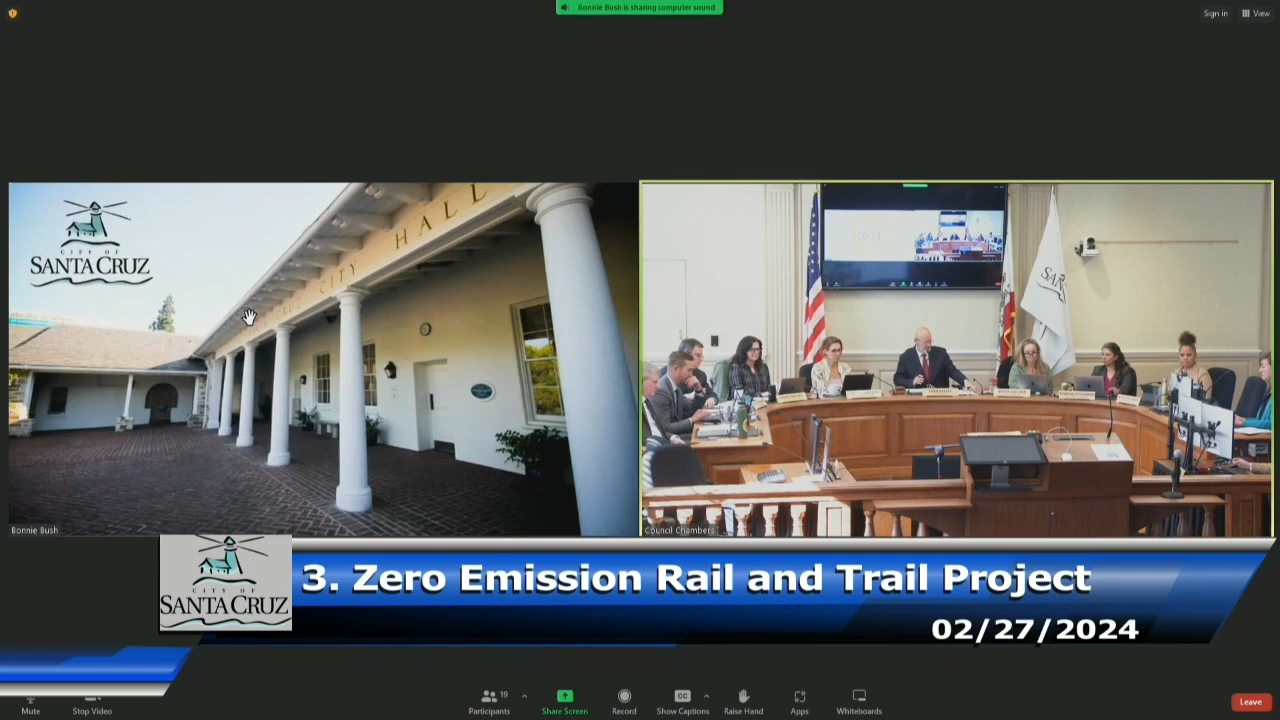 Bonnie Bush is sharing computer sound
Sign in
View
CITY OF
SANTA CRUZ
CITY HALL
Bonnie Bush
Council Chambers
CITY OF
SANTA CRUZ
3. Zero Emission Rail and Trail Project
02/27/2024
Mute
Stop Video
Participants
19
Share Screen
Record
CC
Show Captions
Raise Hand
Apps
Whiteboards
Leave